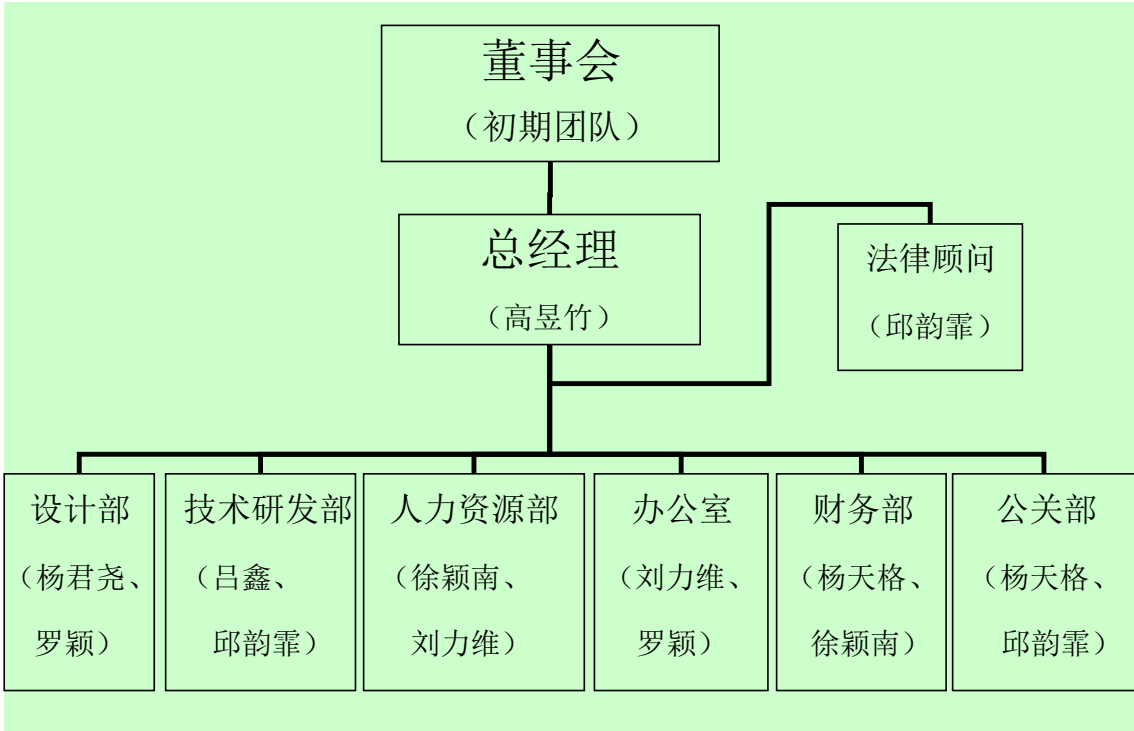 董事会
（初期团队）
总经理
（高昱竹）
法律顾问
（邱韵霏）
设计部
（杨君尧、
罗颖）
技术研发部
（吕鑫、
邱韵霏）
人力资源部
（徐颖南、
刘力维）
办公室
（刘力维、
罗颖）
财务部
（杨天格、
徐颖南）
公关部
（杨天格、
邱韵霏）